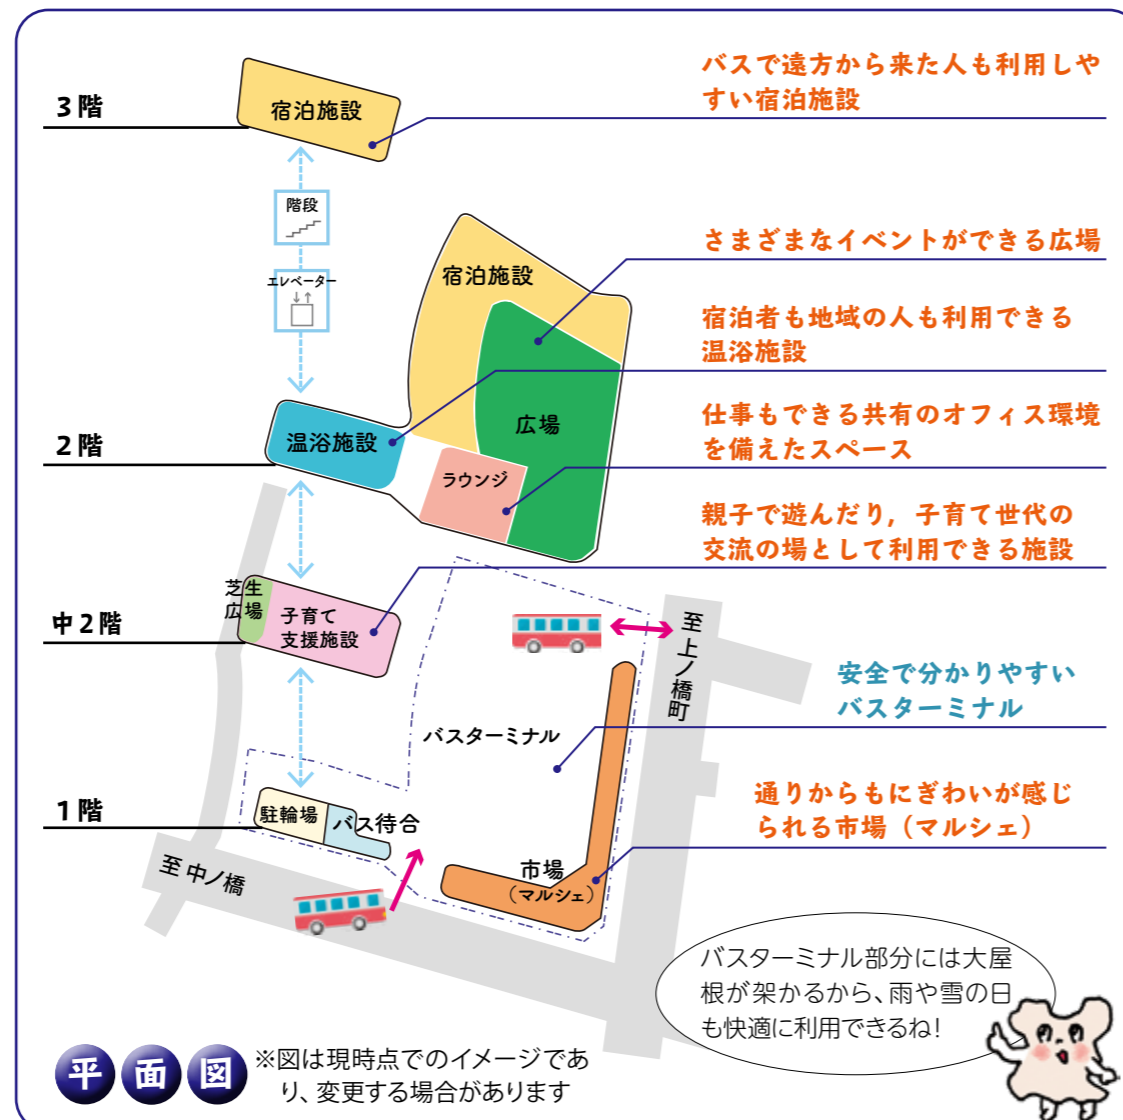 3階
宿泊施設
バスで遠方から来た人も利用しや
すい宿泊施設
階段
エレベーター
宿泊施設
さまざまなイベントができる広場
宿泊者も地域の人も利用できる
温浴施設
2階
温浴施設
広場
ラウンジ
仕事もできる共有のオフィス環境
を備えたスペース
親子で遊んだり，子育て世代の
交流の場として利用できる施設
中2階
芝生
広場
子育て
支援施設
至 上ノ橋町
バスターミナル
安全で分かりやすい
バスターミナル
1階
駐輪場
バス待合
市場
（マルシェ）
通りからもにぎわいが感じ
られる市場（マルシェ）
至 中ノ橋
バスターミナル部分には大屋
根が架かるから、雨や雪の日
も快適に利用できるね！
平面図
※図は現時点でのイメージであ
り、変更する場合があります